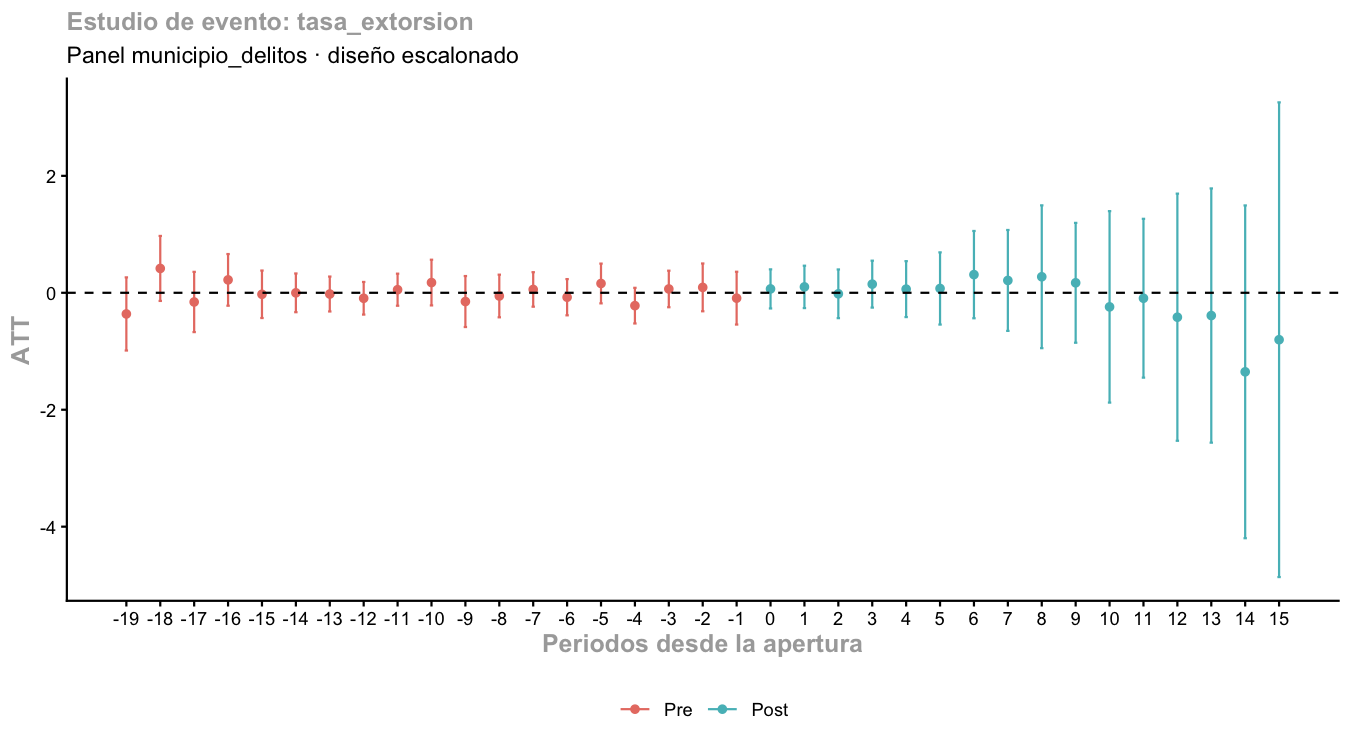 Estudio de evento: tasa_extorsion
Panel municipio_delitos · diseño escalonado
ATT
2
0
-2
-4
-19 -18 -17 -16 -15 -14 -13 -12 -11 -10 -9 -8 -7 -6 -5 -4 -3 -2 -1 0 1 2 3 4 5 6 7 8 9 10 11 12 13 14 15
Periodos desde la apertura
Pre Post